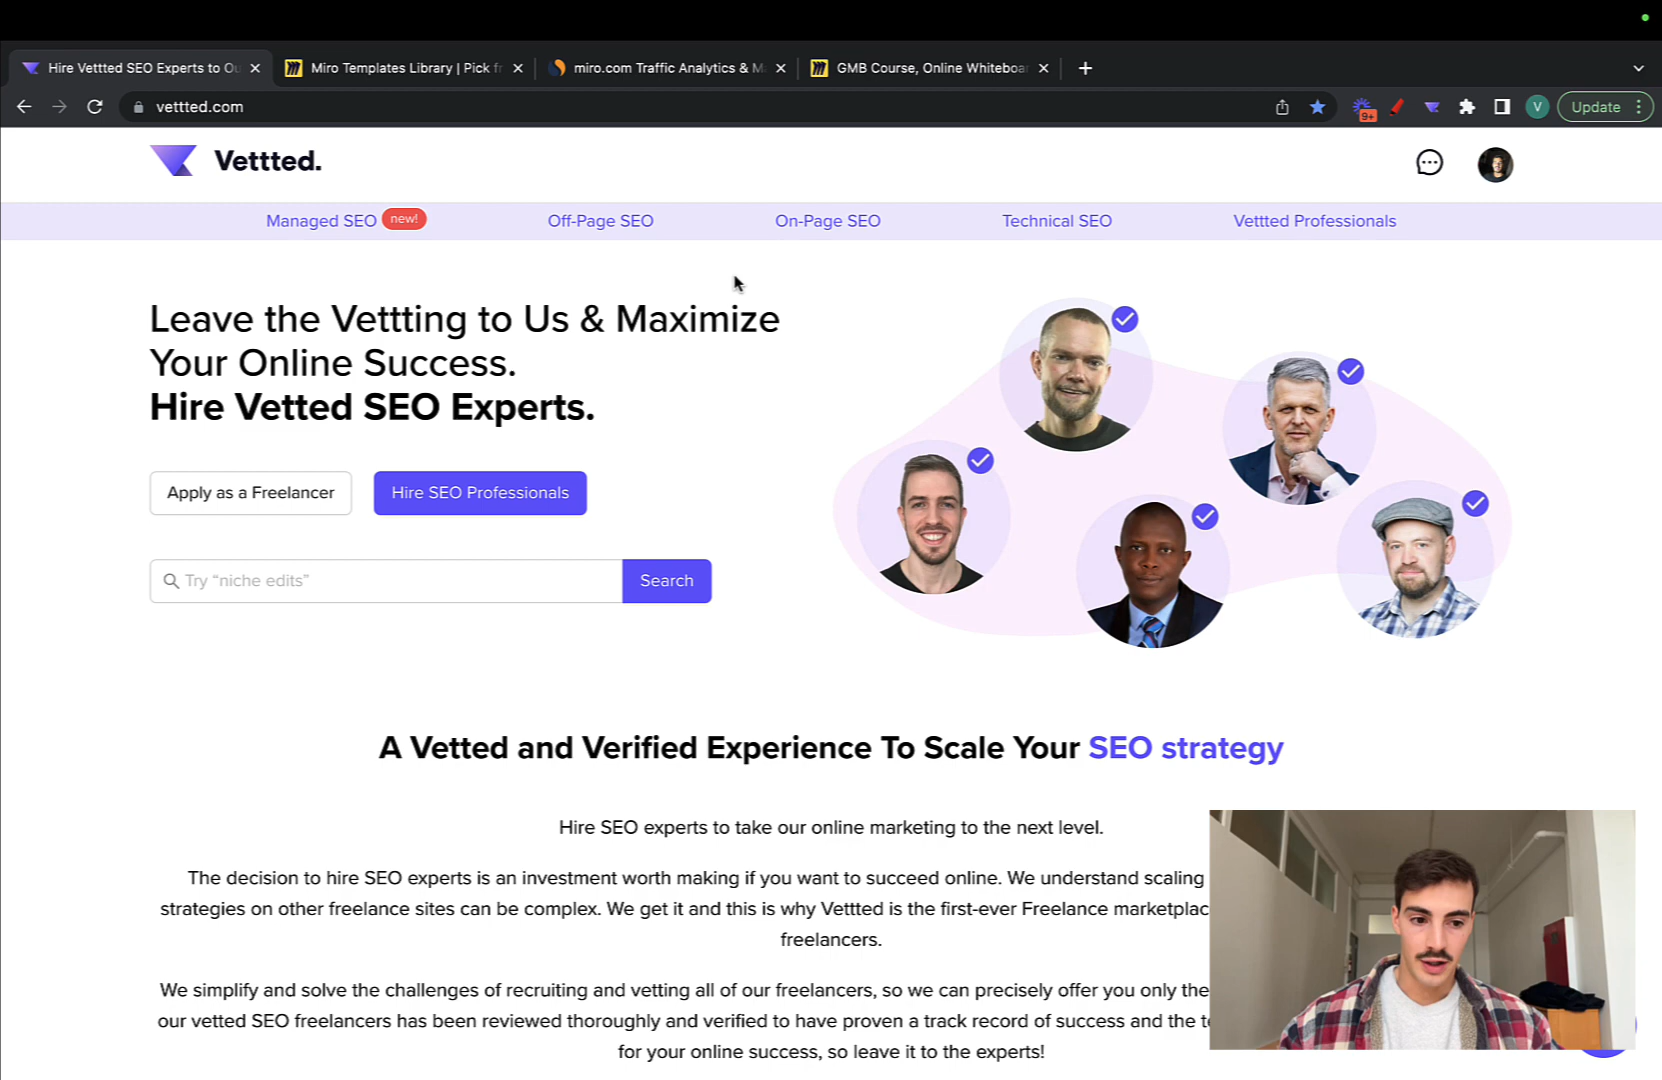 Hire Vettted SEO Experts to Ou
Miro Templates Library | Pick fr
miro.com Traffic Analytics & M
GMB Course, Online Whiteboar
vettted.com
9+
V
Update
Vettted.
Managed SEO new!
Off-Page SEO
On-Page SEO
Technical SEO
Vettted Professionals
Leave the Vettting to Us & Maximize
Your Online Success.
Hire Vetted SEO Experts.
Apply as a Freelancer
Hire SEO Professionals
Try “niche edits”
Search
A Vetted and Verified Experience To Scale Your SEO strategy
Hire SEO experts to take our online marketing to the next level.
The decision to hire SEO experts is an investment worth making if you want to succeed online. We understand scaling
strategies on other freelance sites can be complex. We get it and this is why Vettted is the first-ever Freelance marketplac
freelancers.
We simplify and solve the challenges of recruiting and vetting all of our freelancers, so we can precisely offer you only the
our vetted SEO freelancers has been reviewed thoroughly and verified to have proven a track record of success and the t
for your online success, so leave it to the experts!